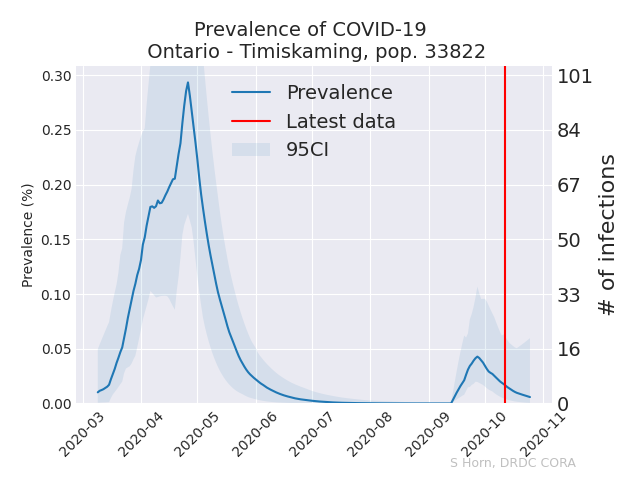 Prevalence of COVID-19
Ontario - Timiskaming, pop. 33822
Prevalence (%)
0.30
0.25
0.20
0.15
0.10
0.05
0.00
Prevalence
Latest data
95CI
101
84
67
50
33
16
0
# of infections
2020-03
2020-04
2020-05
2020-06
2020-07
2020-08
2020-09
2020-10
2020-11
S Horn, DRDC CORA